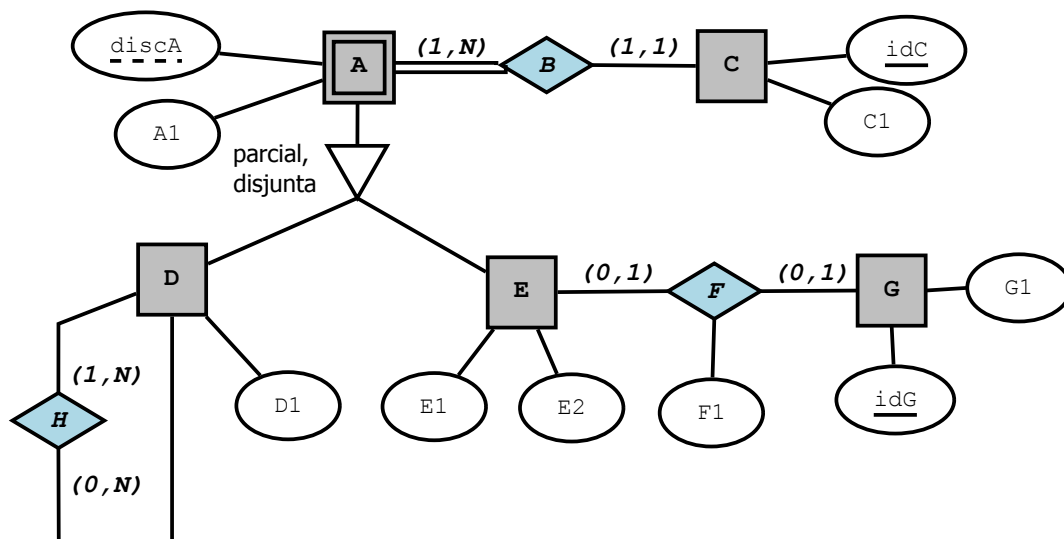 discA
A
(1,N)
B
(1,1)
C
idC
A1
C1
parcial,
disjunta
D
E
(0,1)
F
(0,1)
G
G1
(1,N)
H
D1
E1
E2
F1
idG
(0,N)